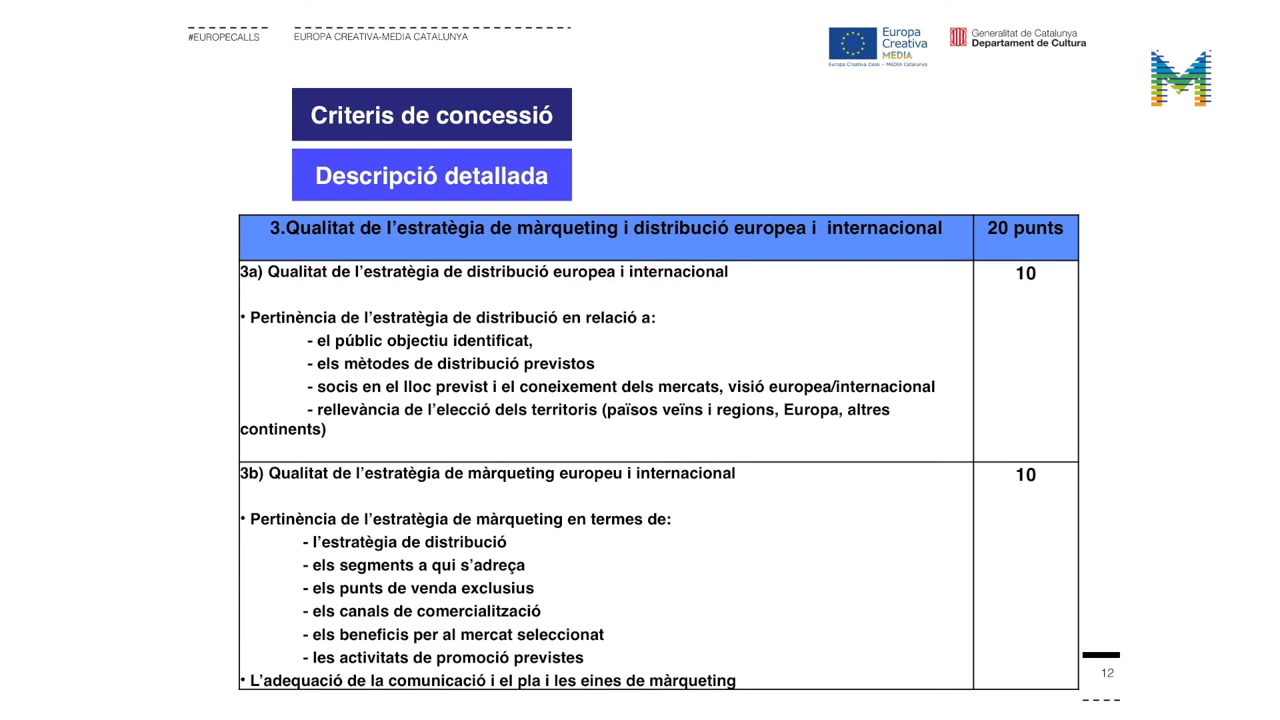 #EUROPECALLS
EUROPA CREATIVA-MEDIA CATALUNYA
Europa
Creativa
MEDIA
Europa Creativa Desk - MEDIA Catalunya
Generalitat de Catalunya
Departament de Cultura
Criteris de concessió
Descripció detallada
3.Qualitat de l’estratègia de màrqueting i distribució europea i internacional
20 punts
3a) Qualitat de l’estratègia de distribució europea i internacional
10
• Pertinència de l’estratègia de distribució en relació a:
- el públic objectiu identificat,
- els mètodes de distribució previstos
- socis en el lloc previst i el coneixement dels mercats, visió europea/internacional
- rellevància de l’elecció dels territoris (països veïns i regions, Europa, altres
continents)
3b) Qualitat de l’estratègia de màrqueting europeu i internacional
10
• Pertinència de l’estratègia de màrqueting en termes de:
- l’estratègia de distribució
- els segments a qui s’adreça
- els punts de venda exclusius
- els canals de comercialització
- els beneficis per al mercat seleccionat
- les activitats de promoció previstes
• L’adequació de la comunicació i el pla i les eines de màrqueting
12